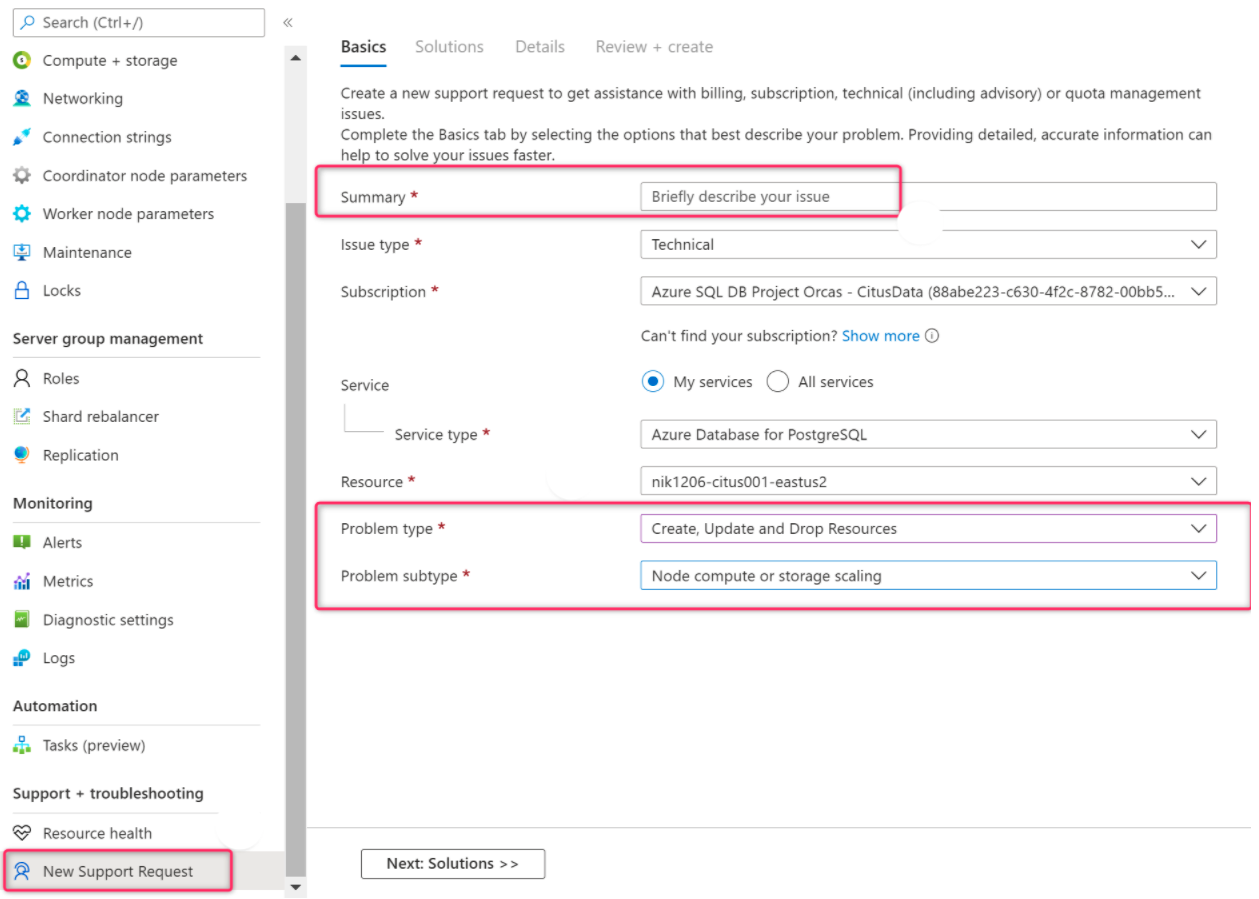 Search (Ctrl+/)
«
Compute + storage
Networking
Connection strings
Coordinator node parameters
Worker node parameters
Maintenance
Locks
Server group management
Roles
Shard rebalancer
Replication
Monitoring
Alerts
Metrics
Diagnostic settings
Logs
Automation
Tasks (preview)
Support + troubleshooting
Resource health
New Support Request
Basics Solutions Details Review + create
Create a new support request to get assistance with billing, subscription, technical (including advisory) or quota management
issues.
Complete the Basics tab by selecting the options that best describe your problem. Providing detailed, accurate information can
help to solve your issues faster.
Summary * Briefly describe your issue
Issue type * Technical
Subscription * Azure SQL DB Project Orcas - CitusData (88abe223-c630-4f2c-8782-00bb5...
Can't find your subscription? Show more
Service My services All services
Service type * Azure Database for PostgreSQL
Resource * nik1206-citus001-eastus2
Problem type * Create, Update and Drop Resources
Problem subtype * Node compute or storage scaling
Next: Solutions >>